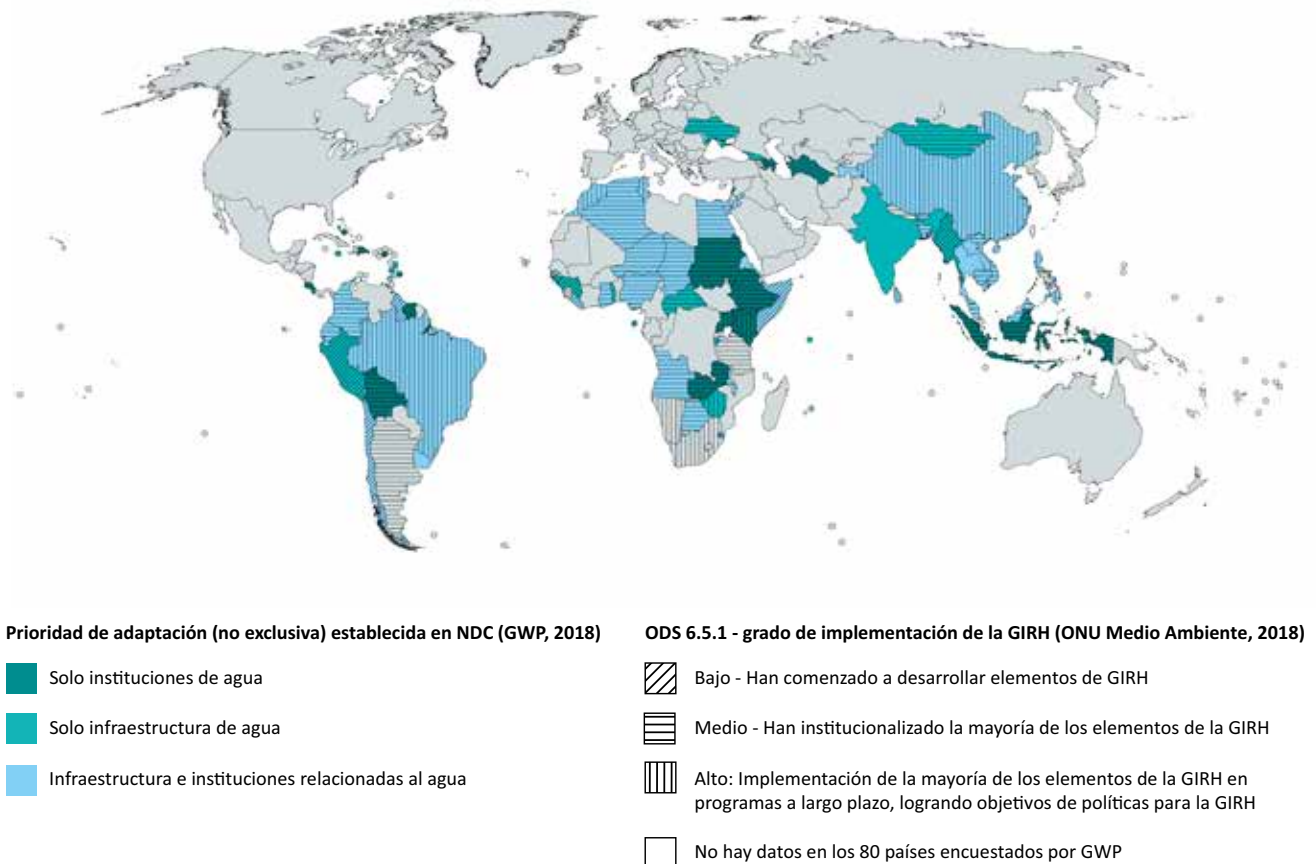 Prioridad de adaptación (no exclusiva) establecida en NDC (GWP, 2018)
Solo instituciones de agua
Solo infraestructura de agua
Infraestructura e instituciones relacionadas al agua
ODS 6.5.1 - grado de implementación de la GIRH (ONU Medio Ambiente, 2018)
Bajo - Han comenzado a desarrollar elementos de GIRH
Medio - Han institucionalizado la mayoría de los elementos de la GIRH
Alto: Implementación de la mayoría de los elementos de la GIRH en
programas a largo plazo, logrando objetivos de políticas para la GIRH
No hay datos en los 80 países encuestados por GWP